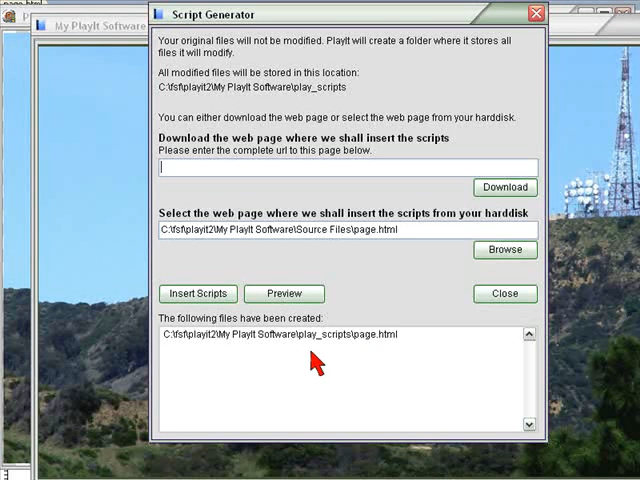 page.html
My PlayIt Software
Script Generator
Your original files will not be modified. PlayIt will create a folder where it stores all
files it will modify.
All modified files will be stored in this location:
C:\fsf\playit2\My PlayIt Software\play_scripts
You can either download the web page or select the web page from your harddisk.
Download the web page where we shall insert the scripts
Please enter the complete url to this page below.
Download
Select the web page where we shall insert the scripts from your harddisk
C:\fsf\playit2\My PlayIt Software\Source Files\page.html
Browse
Insert Scripts
Preview
Close
The following files have been created:
C:\fsf\playit2\My PlayIt Software\play_scripts\page.html